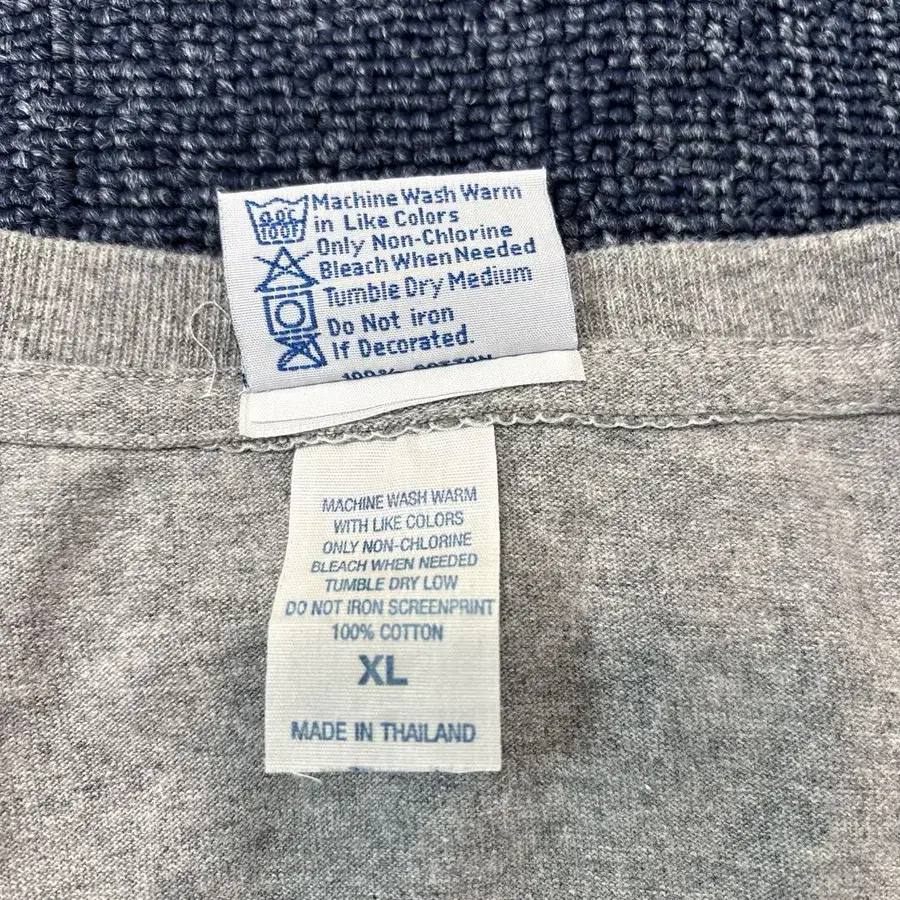 Machine Wash Warm
in Like Colors
Only Non-Chlorine
Bleach When Needed
Tumble Dry Medium
Do Not iron
If Decorated.
100% COTTON
MACHINE WASH WARM
WITH LIKE COLORS
ONLY NON-CHLORINE
BLEACH WHEN NEEDED
TUMBLE DRY LOW
DO NOT IRON SCREENPRINT
100% COTTON
XL
MADE IN THAILAND